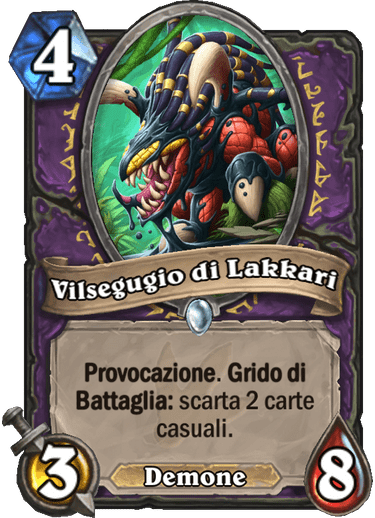 4
Vilsegugio di Lakkari
Provocazione. Grido di
Battaglia: scarta 2 carte
casuali.
3
Demone
8